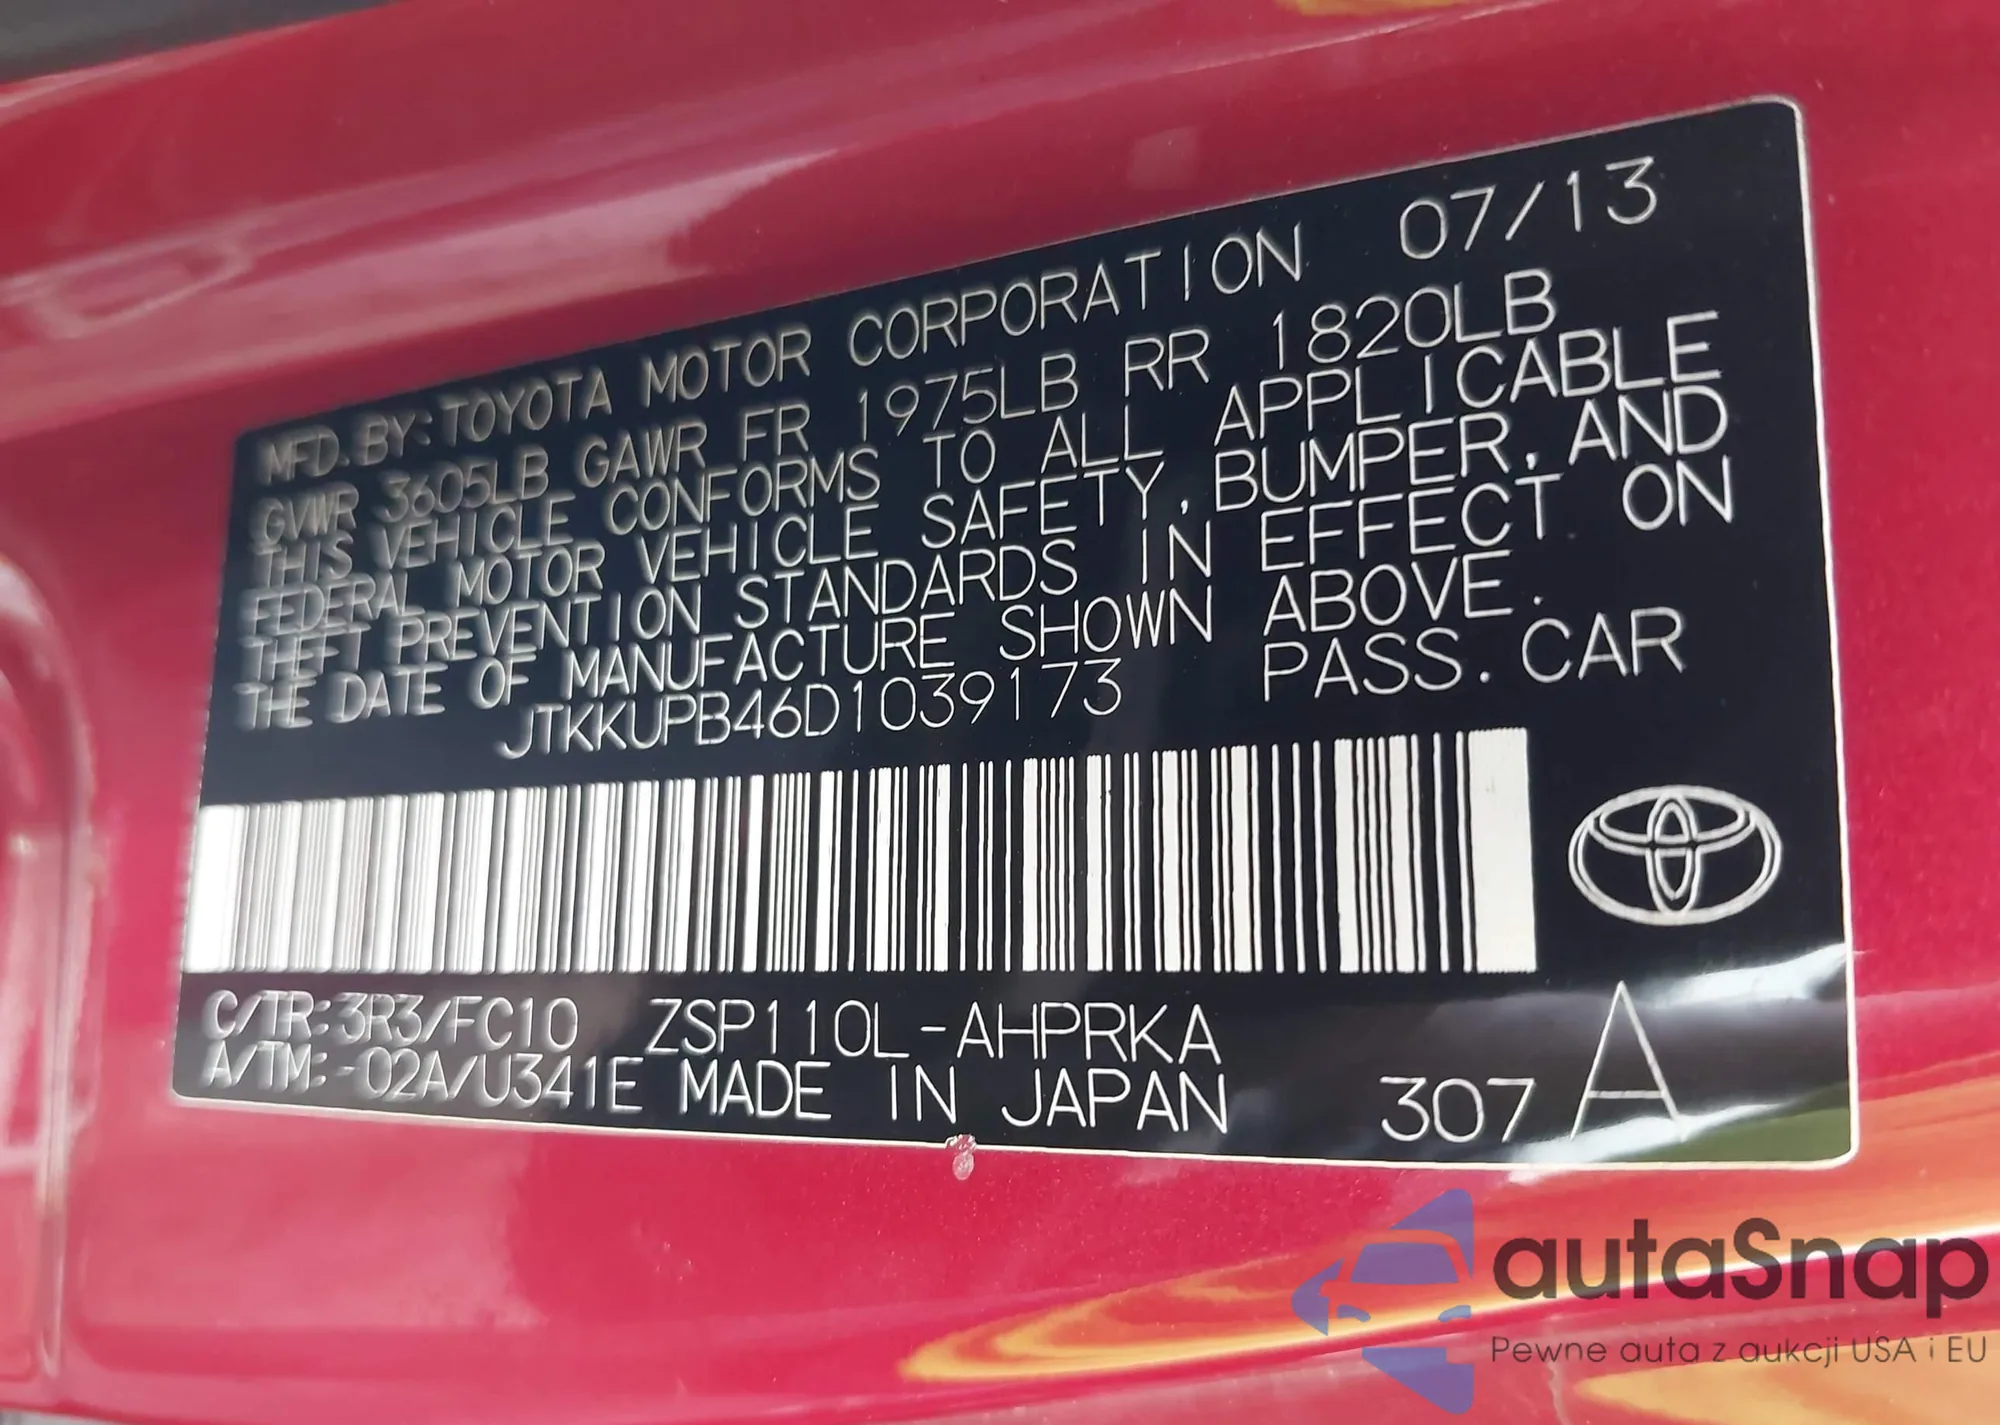 MFD. BY: TOYOTA MOTOR CORPORATION 07/13
GVWR 3605LB GAWR FR 1975LB RR 1820LB
THIS VEHICLE CONFORMS TO ALL APPLICABLE
FEDERAL MOTOR VEHICLE SAFETY, BUMPER, AND
THEFT PREVENTION STANDARDS IN EFFECT ON
THE DATE OF MANUFACTURE SHOWN ABOVE.
JTKKUPB46D1039173 PASS. CAR
C/TR: 3R3/FC10 ZSP110L-AHPRKA
A/TM: -02A/U341E MADE IN JAPAN 307 A
autaSnap
Pewne auta z aukcji USA i EU